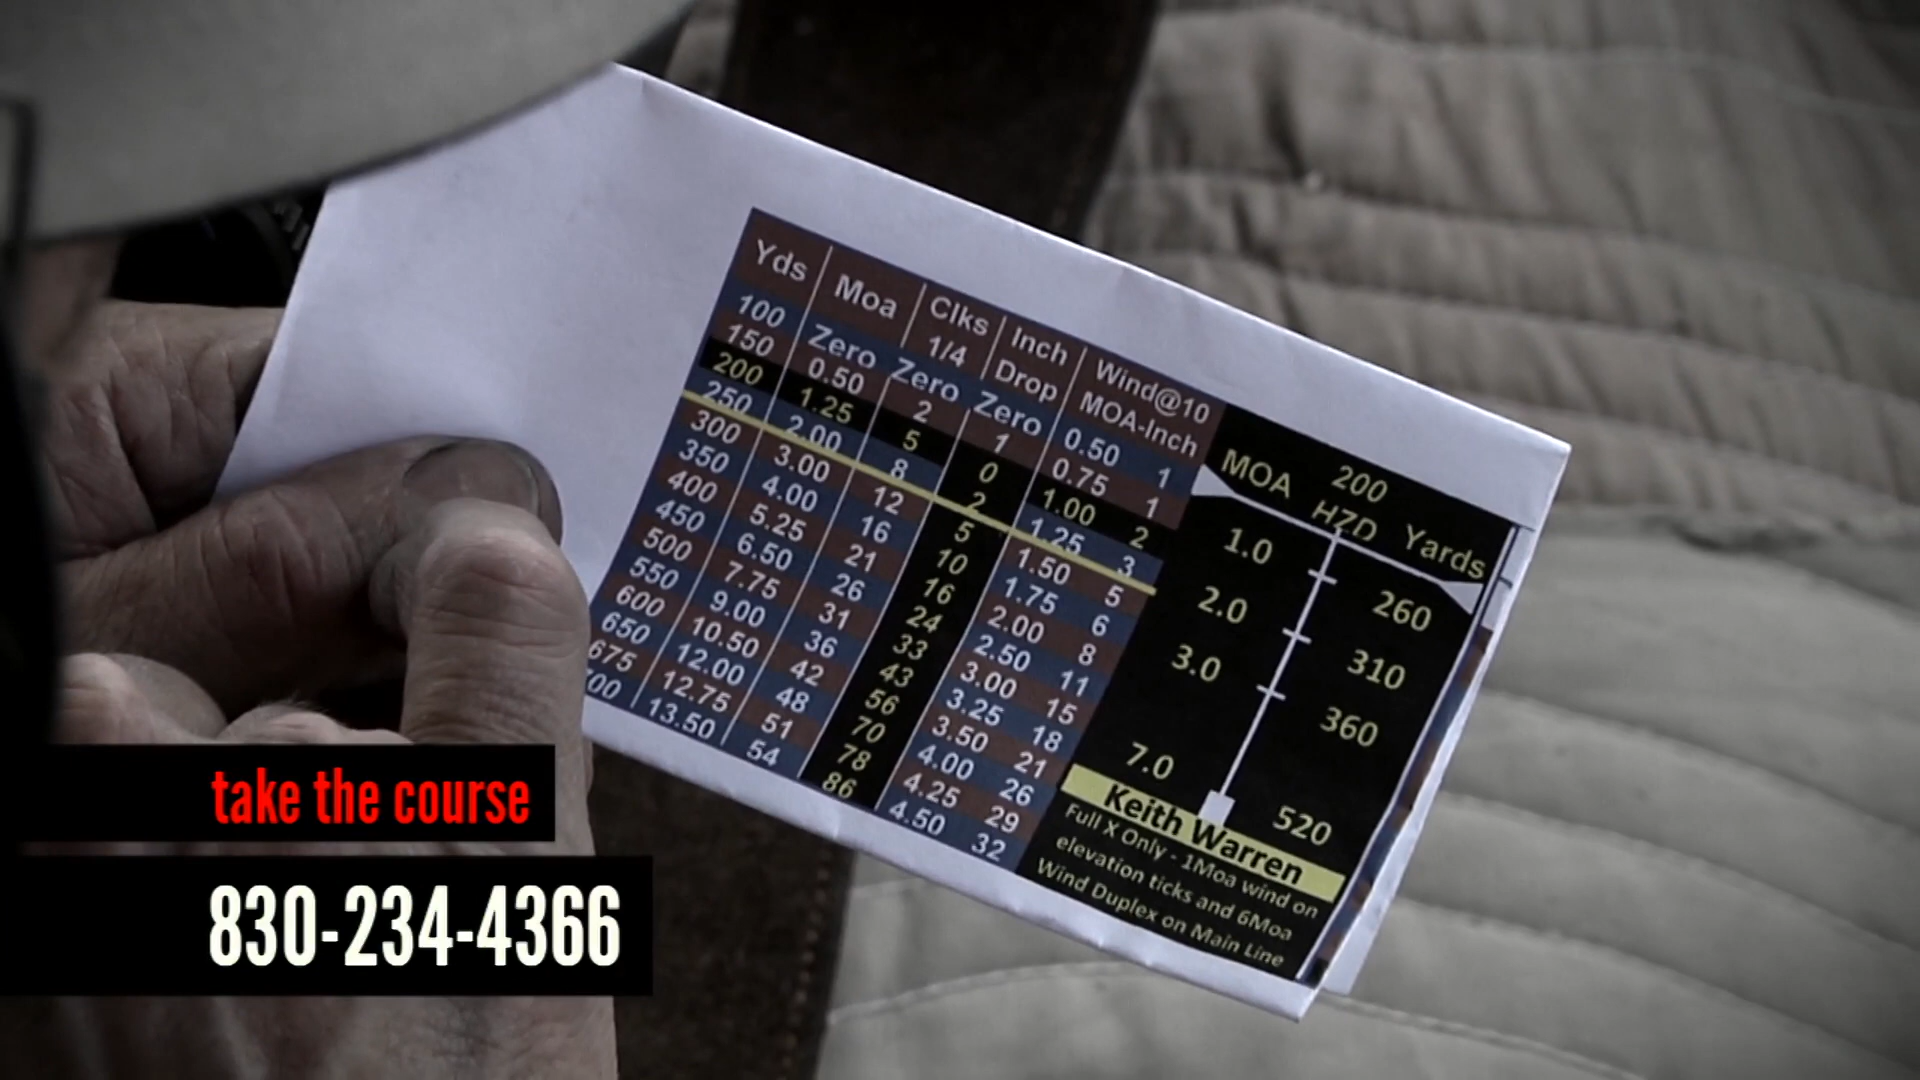 Yds Moa Clks 1/4 Inch Drop Wind@10 MOA-Inch
100 Zero Zero Zero 0.50 1
150 0.50 2 1 0.75 1
200 1.25 5 0 1.00 2
250 2.00 8 2 1.25 3
300 3.00 12 5 1.50 5
350 4.00 16 10 1.75 6
400 5.25 21 16 2.00 8
450 6.50 26 24 2.50 11
500 7.75 31 33 3.00 15
550 9.00 36 43 3.25 18
600 10.50 42 56 3.50 21
650 12.00 48 70 4.00 26
675 12.75 51 78 4.25 29
00 13.50 54 86 4.50 32
200
MOA HZD Yards
1.0 260
2.0 310
3.0 360
7.0 520
Keith Warren
Full X Only - 1Moa wind on
elevation ticks and 6Moa
Wind Duplex on Main Line
take the course
830-234-4366